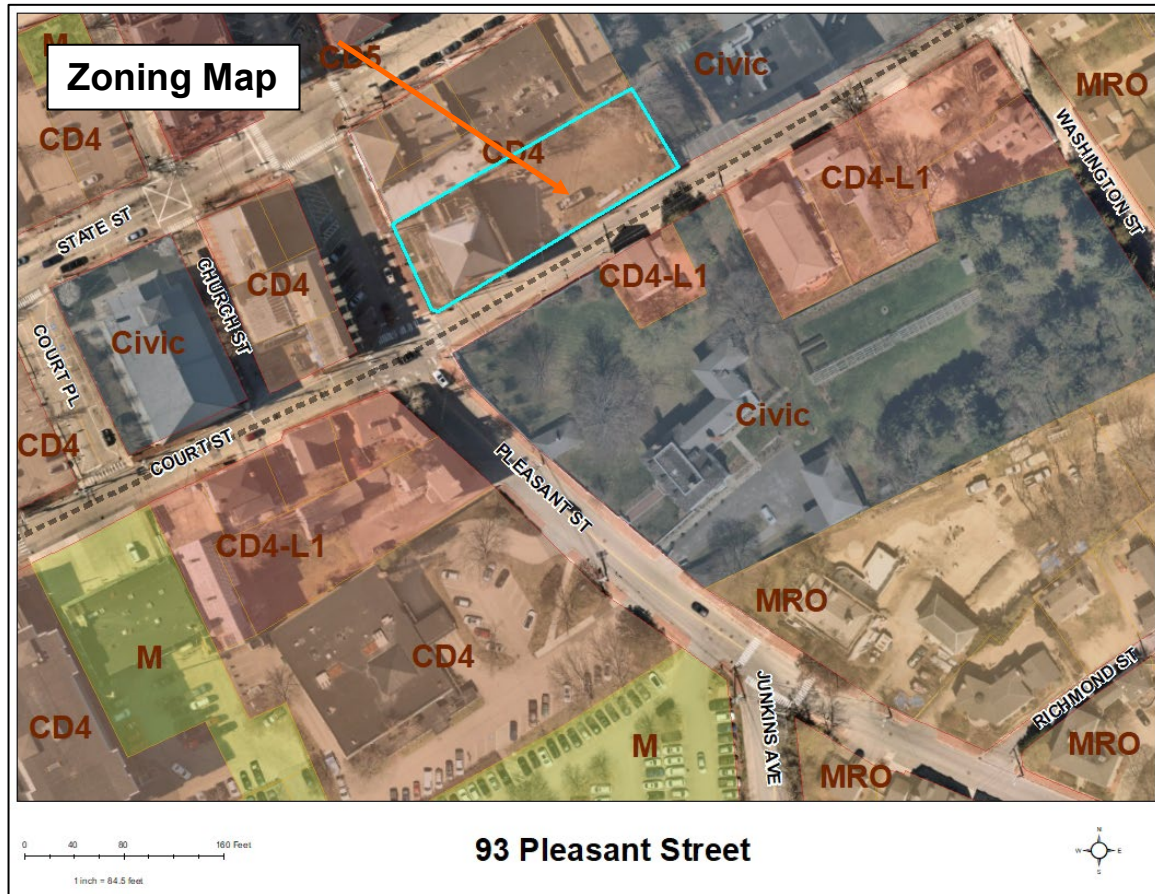 M
CD5
Zoning Map
Civic
MRO
CD4
CD4
CD4-L1
WASHINGTON ST
STATE ST
CHURCH ST
CD4
CD4-L1
COURT PL
Civic
Civic
CD4
COURT ST
PLEASANT ST
CD4-L1
MRO
M
CD4
RICHMOND ST
CD4
M
JUNKINS AVE
MRO
MRO
0 40 80 160 Feet
1 inch = 84.5 feet
93 Pleasant Street
N
W E
S